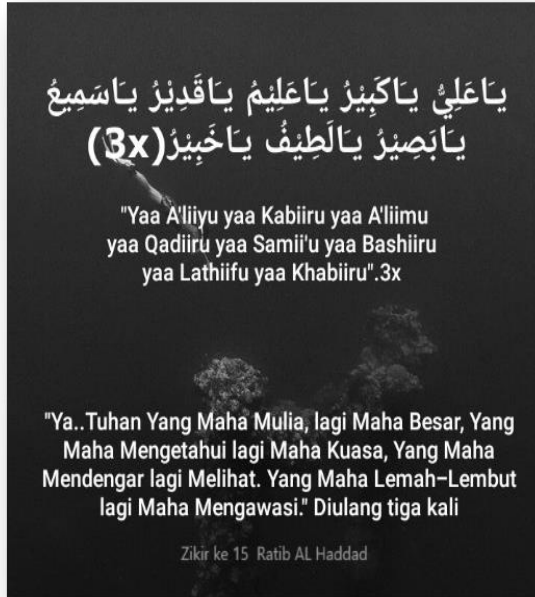 يَاعَلِيُّ يَاكَبِيْرُ يَاعَلِيْمُ يَاقَدِيْرُ يَاسَمِيعُ
يَابَصِيْرُ يَالَطِيْفُ يَاخَبِيْرُ(3x)
"Yaa A'liiyu yaa Kabiiru yaa A'liimu
yaa Qadiiru yaa Samii'u yaa Bashiiru
yaa Lathiifu yaa Khabiiru".3x
"Ya..Tuhan Yang Maha Mulia, lagi Maha Besar, Yang
Maha Mengetahui lagi Maha Kuasa, Yang Maha
Mendengar lagi Melihat. Yang Maha Lemah-Lembut
lagi Maha Mengawasi." Diulang tiga kali
Zikir ke 15 Ratib AL Haddad